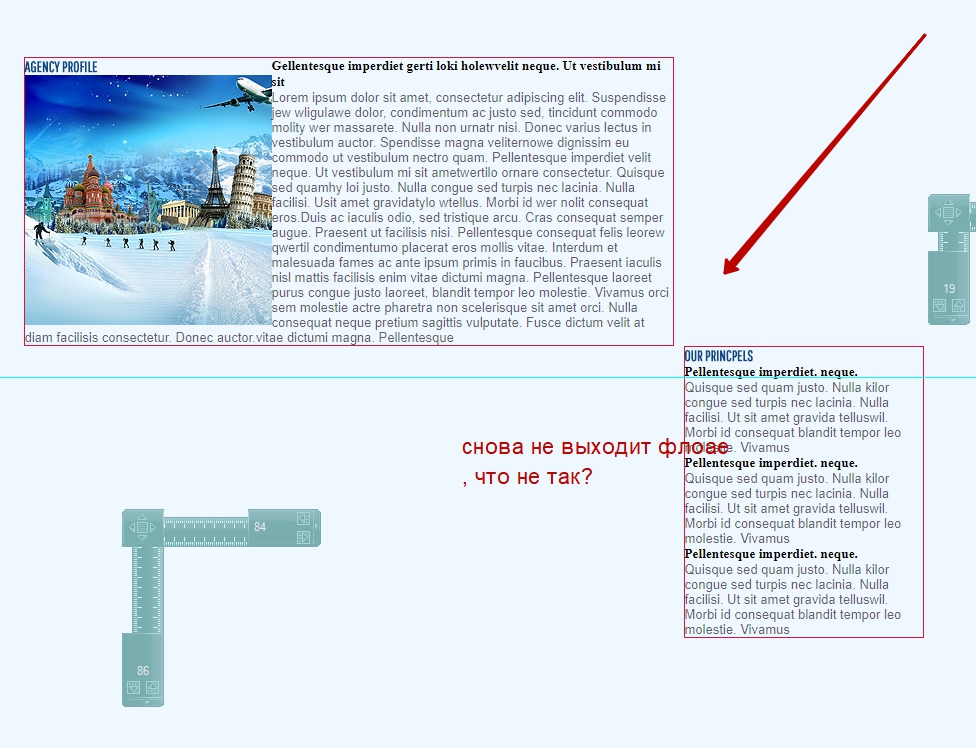 AGENCY PROFILE
Gellentesque imperdiet gerti loki holewvelit neque. Ut vestibulum mi
sit
Lorem ipsum dolor sit amet, consectetur adipiscing elit. Suspendisse
jew wligulawe dolor, condimentum ac justo sed, tincidunt commodo
molity wer massarete. Nulla non urnatr nisi. Donec varius lectus in
vestibulum auctor. Spendisse magna veliternowe dignissim eu
commodo ut vestibulum nectro quam. Pellentesque imperdiet velit
neque. Ut vestibulum mi sit ametwertilo ornare consectetur. Quisque
sed quamhy loi justo. Nulla congue sed turpis nec lacinia. Nulla
facilisi. Usit amet gravidatylo wtellus. Morbi id wer nolit consequat
eros.Duis ac iaculis odio, sed tristique arcu. Cras consequat semper
augue. Praesent ut facilisis nisi. Pellentesque consequat felis leorew
qwertil condimentumo placerat eros mollis vitae. Interdum et
malesuada fames ac ante ipsum primis in faucibus. Praesent iaculis
nisl mattis facilisis enim vitae dictumi magna. Pellentesque laoreet
purus congue justo laoreet, blandit tempor leo molestie. Vivamus orci
sem molestie actre pharetra non scelerisque sit amet orci. Nulla
consequat neque pretium sagittis vulputate. Fusce dictum velit at
diam facilisis consectetur. Donec auctor.vitae dictumi magna. Pellentesque
19
OUR PRINCPELS
Pellentesque imperdiet. neque.
Quisque sed quam justo. Nulla kilor
congue sed turpis nec lacinia. Nulla
facilisi. Ut sit amet gravida telluswil.
Morbi id consequat blandit tempor leo
molestie. Vivamus
Pellentesque imperdiet. neque.
Quisque sed quam justo. Nulla kilor
congue sed turpis nec lacinia. Nulla
facilisi. Ut sit amet gravida telluswil.
Morbi id consequat blandit tempor leo
molestie. Vivamus
Pellentesque imperdiet. neque.
Quisque sed quam justo. Nulla kilor
congue sed turpis nec lacinia. Nulla
facilisi. Ut sit amet gravida telluswil.
Morbi id consequat blandit tempor leo
molestie. Vivamus
снова не выходит флоае
, что не так?
84
86